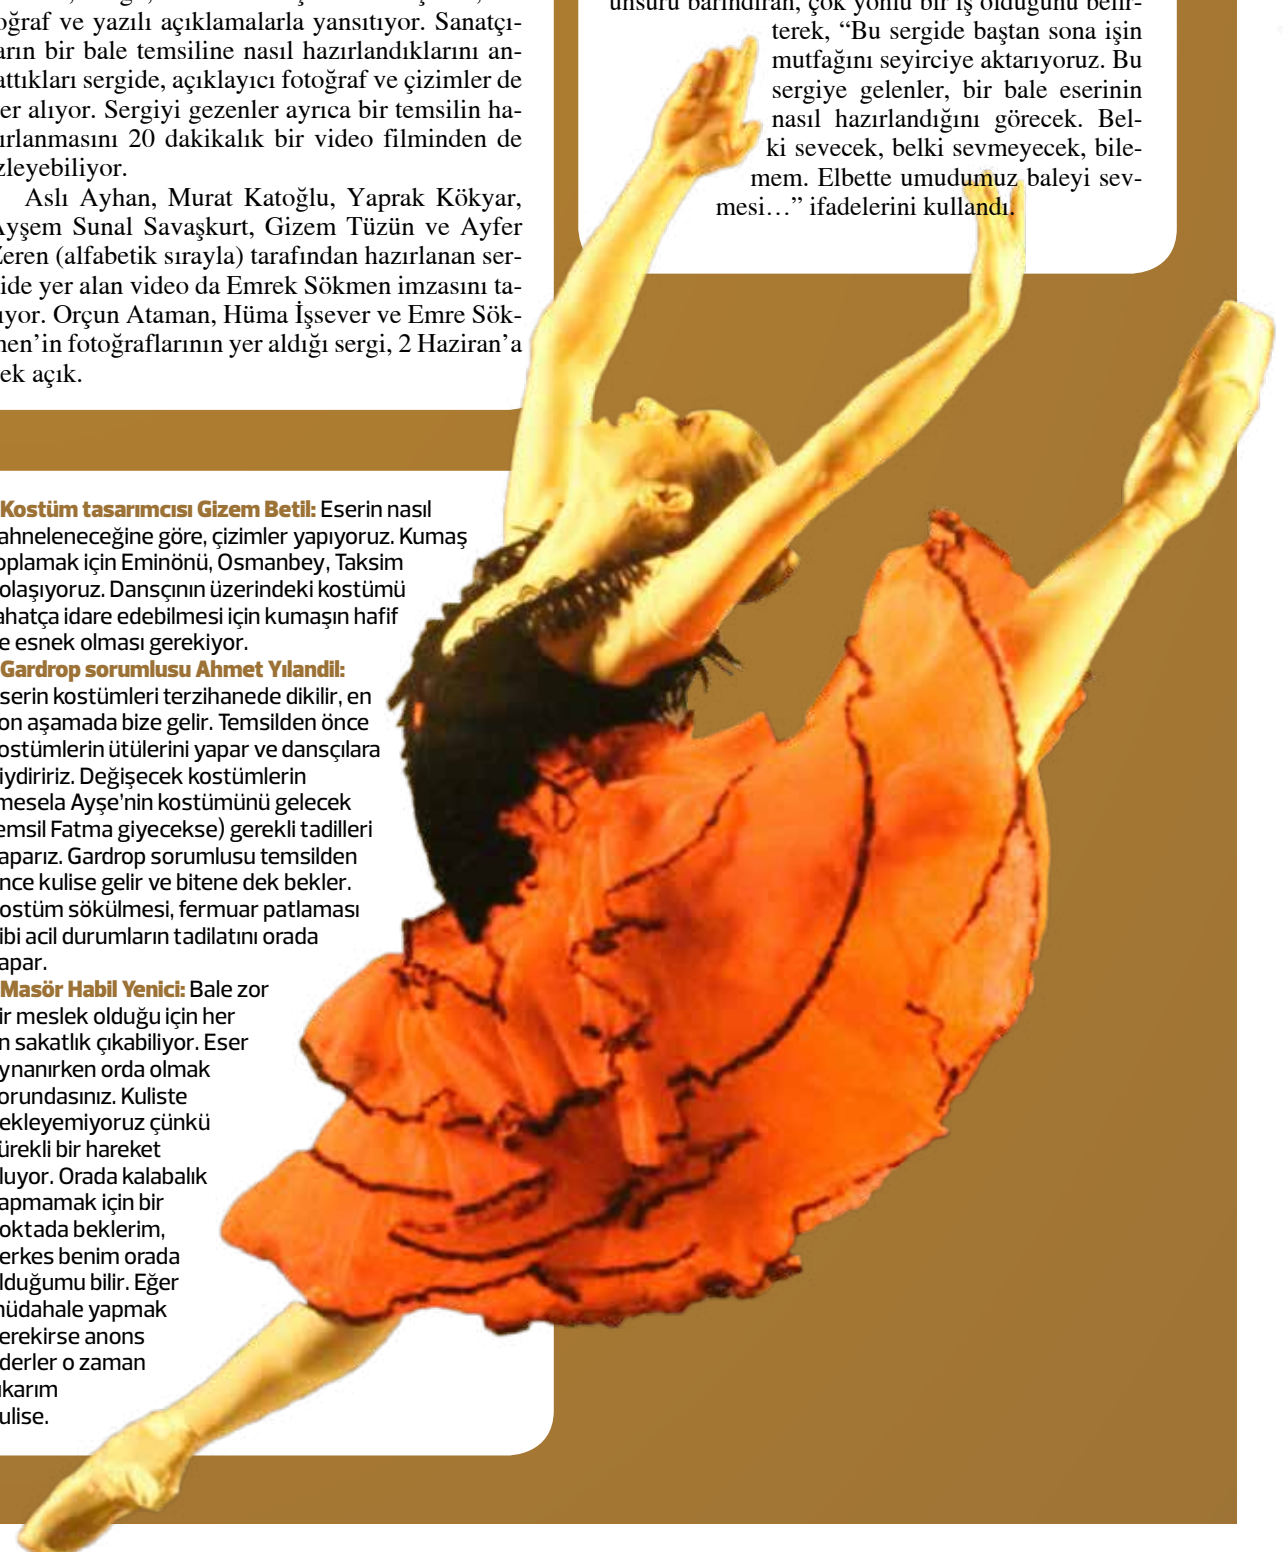 oğraf ve yazılı açıklamalarla yansıtıyor. Sanatçı-
arın bir bale temsiline nasıl hazırlandıklarını an-
attıkları sergide, açıklayıcı fotoğraf ve çizimler de
er alıyor. Sergiyi gezenler ayrıca bir temsilin ha-
ırlanmasını 20 dakikalık bir video filminden de
zleyebiliyor.
Aslı Ayhan, Murat Katoğlu, Yaprak Kökyar,
Ayşem Sunal Savaşkurt, Gizem Tüzün ve Ayfer
Zeren (alfabetik sırayla) tarafından hazırlanan ser-
ide yer alan video da Emrek Sökmen imzasını ta-
ıyor. Orçun Ataman, Hüma İşsever ve Emre Sök-
men’in fotoğraflarının yer aldığı sergi, 2 Haziran’a
ek açık.
unsuru barındıran, çok yönlü bir iş olduğunu belir-
terek, “Bu sergide baştan sona işin
mutfağını seyirciye aktarıyoruz. Bu
sergiye gelenler, bir bale eserinin
nasıl hazırlandığını görecek. Bel-
ki sevecek, belki sevmeyecek, bile-
mem. Elbette umudumuz baleyi sev-
mesi…” ifadelerini kullandı.
Kostüm tasarımcısı Gizem Betil: Eserin nasıl
ahneleneceğine göre, çizimler yapıyoruz. Kumaş
oplamak için Eminönü, Osmanbey, Taksim
olaşıyoruz. Dansçının üzerindeki kostümü
ahatça idare edebilmesi için kumaşın hafif
e esnek olması gerekiyor.
Gardrop sorumlusu Ahmet Yılandil:
serin kostümleri terzihanede dikilir, en
on aşamada bize gelir. Temsilden önce
ostümlerin ütülerini yapar ve dansçılara
iydiririz. Değişecek kostümlerin
mesela Ayşe’nin kostümünü gelecek
emsil Fatma giyecekse) gerekli tadilleri
aparız. Gardrop sorumlusu temsilden
nce kulise gelir ve bitene dek bekler.
ostüm sökülmesi, fermuar patlaması
ibi acil durumların tadilatını orada
apar.
Masör Habil Yenici: Bale zor
ir meslek olduğu için her
n sakatlık çıkabiliyor. Eser
ynanırken orda olmak
orundasınız. Kuliste
ekleyemiyoruz çünkü
ürekli bir hareket
luyor. Orada kalabalık
apmamak için bir
oktada beklerim,
erkes benim orada
lduğumu bilir. Eğer
müdahale yapmak
erekirse anons
derler o zaman
ıkarım
ulise.